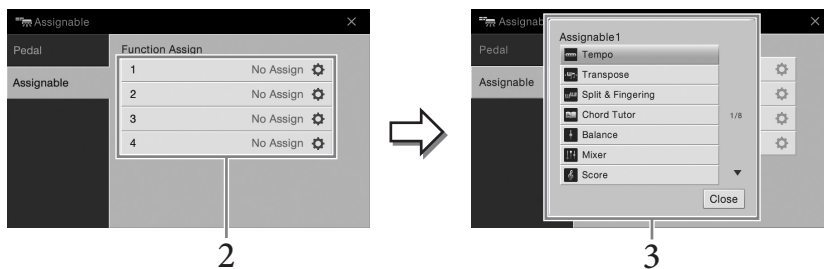 Assignable
×
Pedal
Assignable
Function Assign
1 No Assign
2 No Assign
3 No Assign
4 No Assign
2
Assignab
×
Pedal
Assignable
Assignable1
Tempo
Transpose
Split & Fingering
Chord Tutor
Balance
Mixer
Score
1/8
Close
3